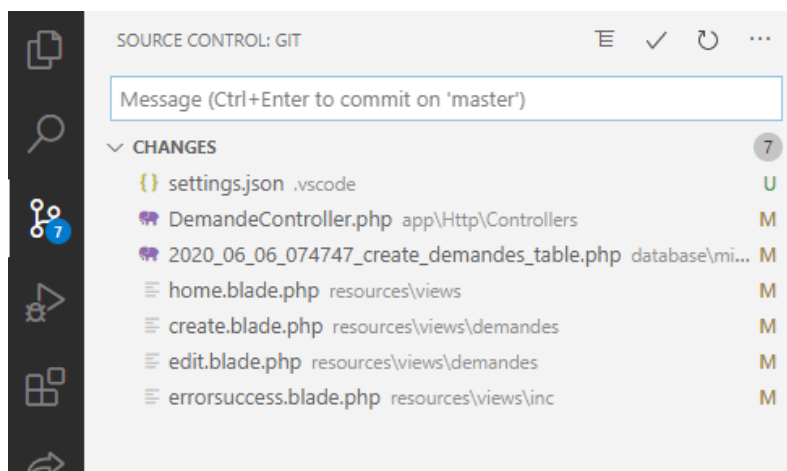 SOURCE CONTROL: GIT
Message (Ctrl+Enter to commit on 'master')
CHANGES 7
{} settings.json .vscode U
DemandeController.php app\Http\Controllers M
7 2020_06_06_074747_create_demandes_table.php database\mi... M
home.blade.php resources\views M
create.blade.php resources\views\demandes M
edit.blade.php resources\views\demandes M
errorsuccess.blade.php resources\views\inc M